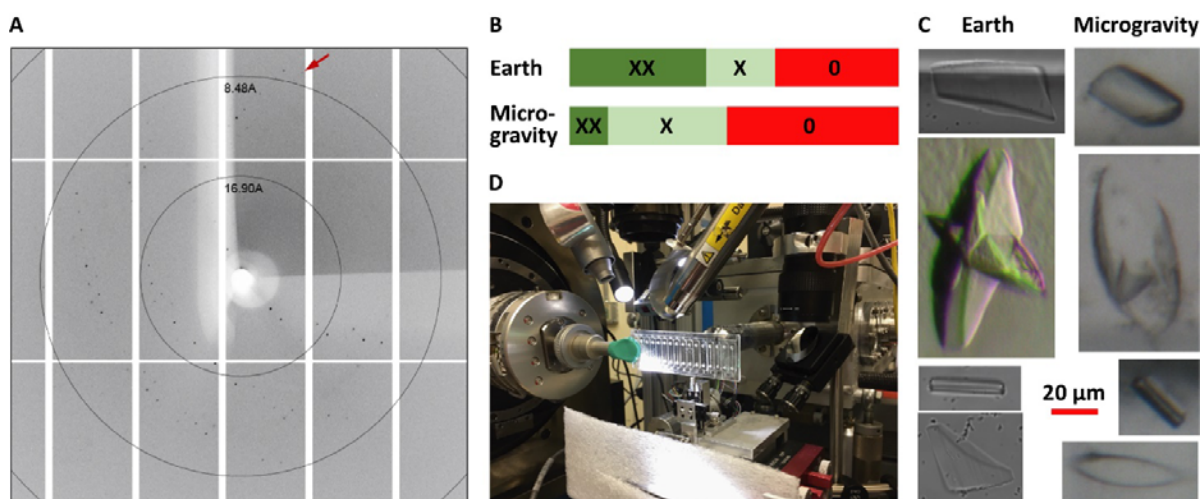 A
8.48A
16.90A
B
Earth
XX
X
0
Micro-
gravity
XX
X
0
C
Earth
Microgravity
20 µm
D